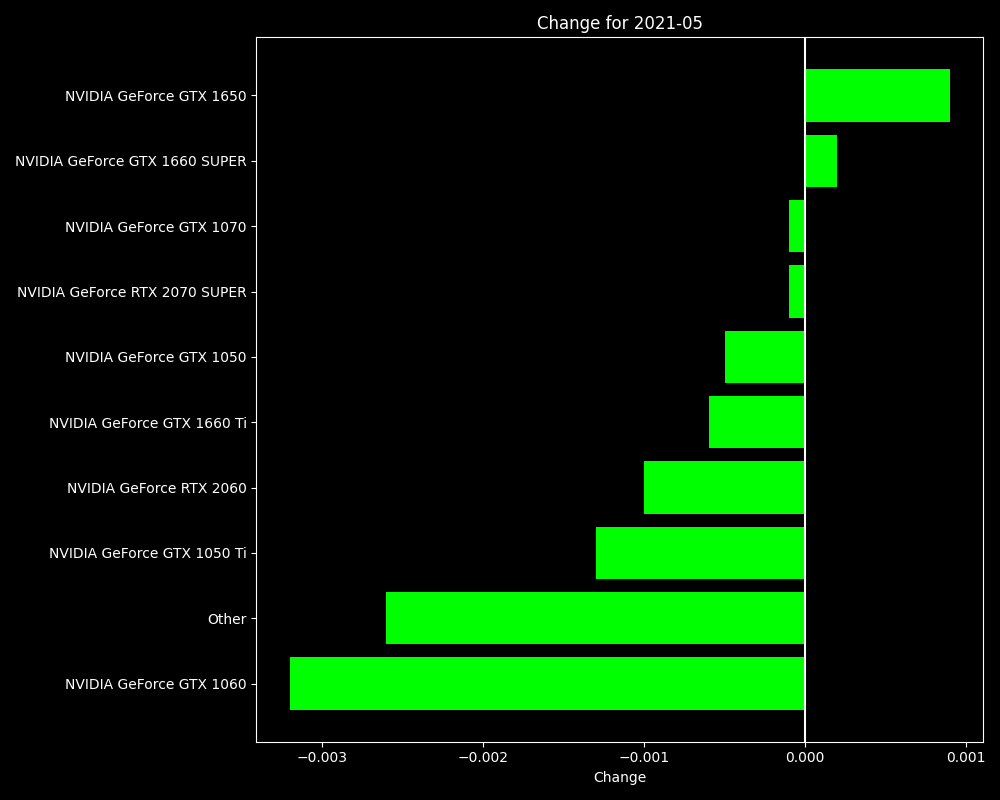 Change for 2021-05
NVIDIA GeForce GTX 1650
NVIDIA GeForce GTX 1660 SUPER
NVIDIA GeForce GTX 1070
NVIDIA GeForce RTX 2070 SUPER
NVIDIA GeForce GTX 1050
NVIDIA GeForce GTX 1660 Ti
NVIDIA GeForce RTX 2060
NVIDIA GeForce GTX 1050 Ti
Other
NVIDIA GeForce GTX 1060
−0.003 −0.002 −0.001 0.000 0.001
Change